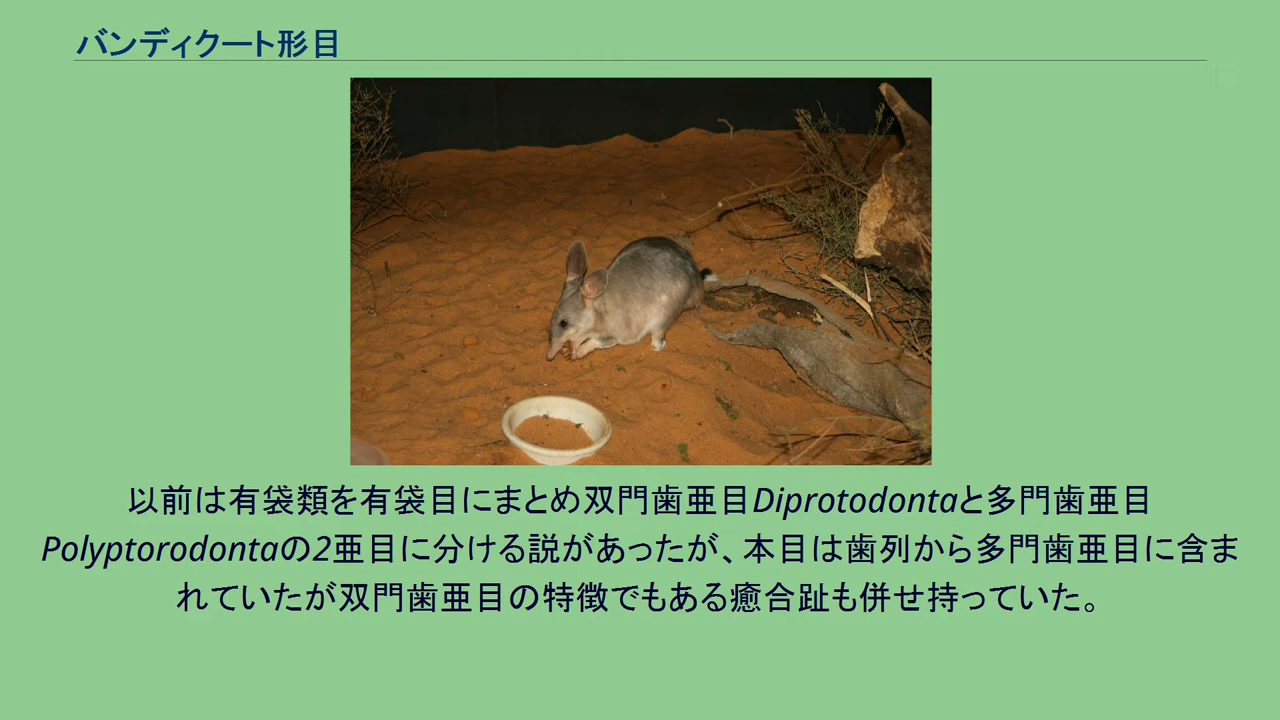 バンディクート形目
以前は有袋類を有袋目にまとめ双門歯亜目Diprotodontaと多門歯亜目
Polyptorodontaの2亜目に分ける説があったが、本目は歯列から多門歯亜目に含ま
れていたが双門歯亜目の特徴でもある癒合趾も併せ持っていた。